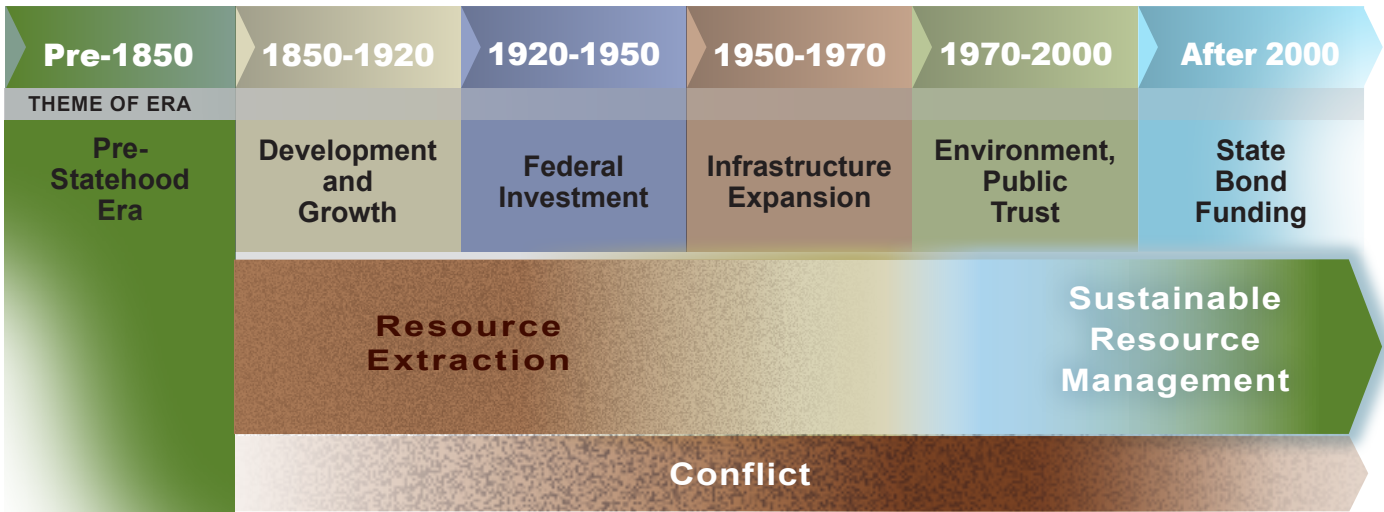 Pre-1850
1850-1920
1920-1950
1950-1970
1970-2000
After 2000
THEME OF ERA
Pre-
Statehood
Era
Development
and
Growth
Federal
Investment
Infrastructure
Expansion
Environment,
Public
Trust
State
Bond
Funding
Resource
Extraction
Sustainable
Resource
Management
Conflict